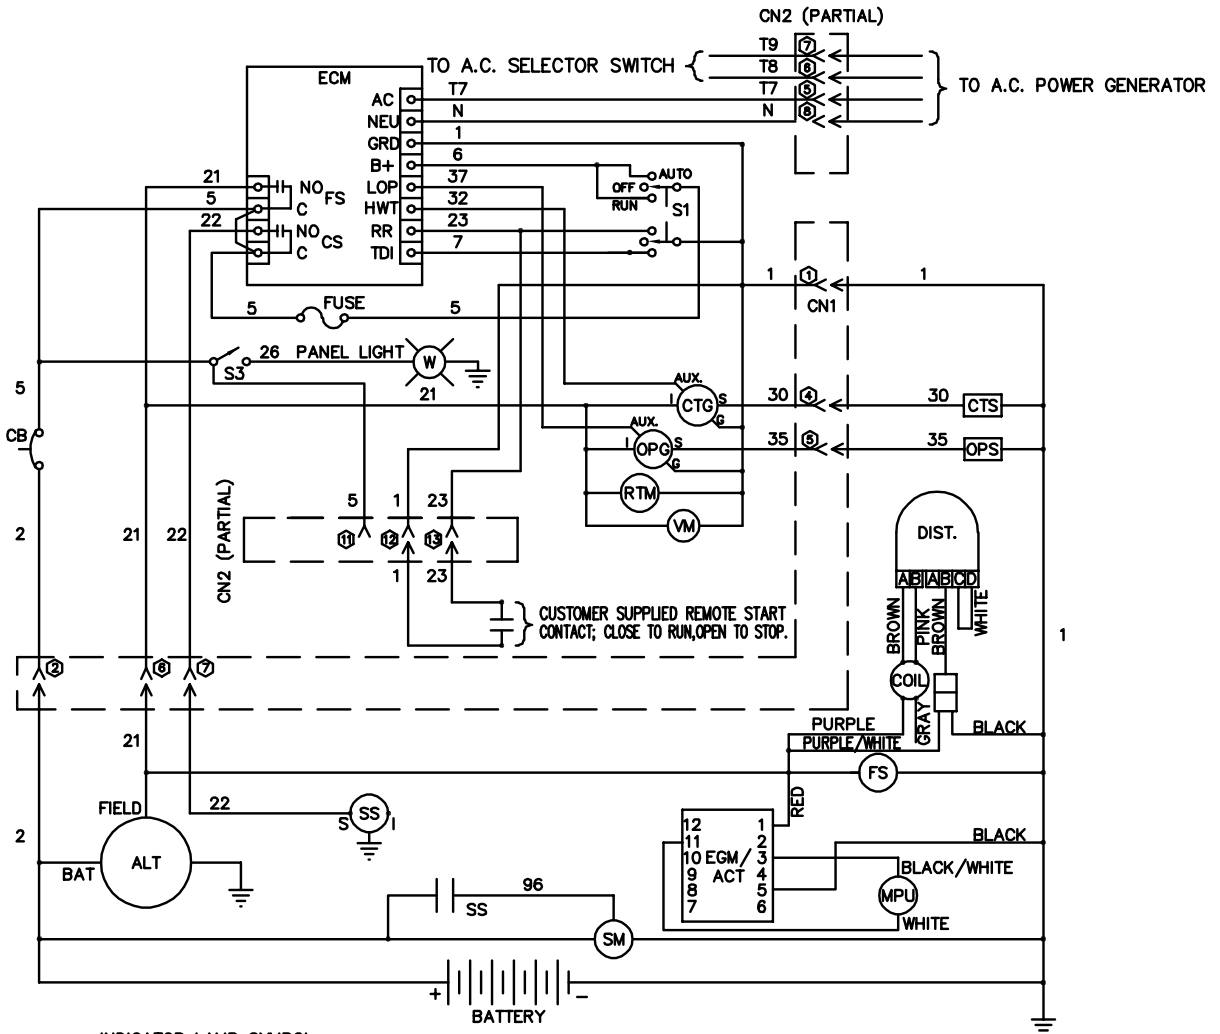 CN2 (PARTIAL)
T9 7
TO A.C. SELECTOR SWITCH
T8 6
ECM
T7 T7 5
TO A.C. POWER GENERATOR
AC
N N 8
NEU
1
GRD
6
B+
AUTO
21 NO FS LOP 37
OFF
RUN
5 C HWT 32
S1
22 NO CS RR 23
C TDI 7
1 1 1
CN1
5 FUSE 5
26 PANEL LIGHT W
S3
21
5
AUX.
I CTG S 30 4 30 CTS
G
CB
AUX.
I OPG S 35 5 35 OPS
G
RTM
VM
CN2 (PARTIAL)
5 1 23
11 12 13
1 23
2 21 22
DIST.
A B A B C D
BROWN PINK BROWN WHITE
CUSTOMER SUPPLIED REMOTE START
CONTACT; CLOSE TO RUN,OPEN TO STOP.
1
2 6 7
COIL
GRAY
PURPLE
BLACK
PURPLE/WHITE
21
FS
RED
FIELD 22
S SS I
2
BAT ALT
12 1
11 2
10 EGM/ 3
9 ACT 4
8 5
7 6
BLACK
BLACK/WHITE
MPU
WHITE
96
SS
SM
+ -
BATTERY
INDICATOR LAMP SYMBOL